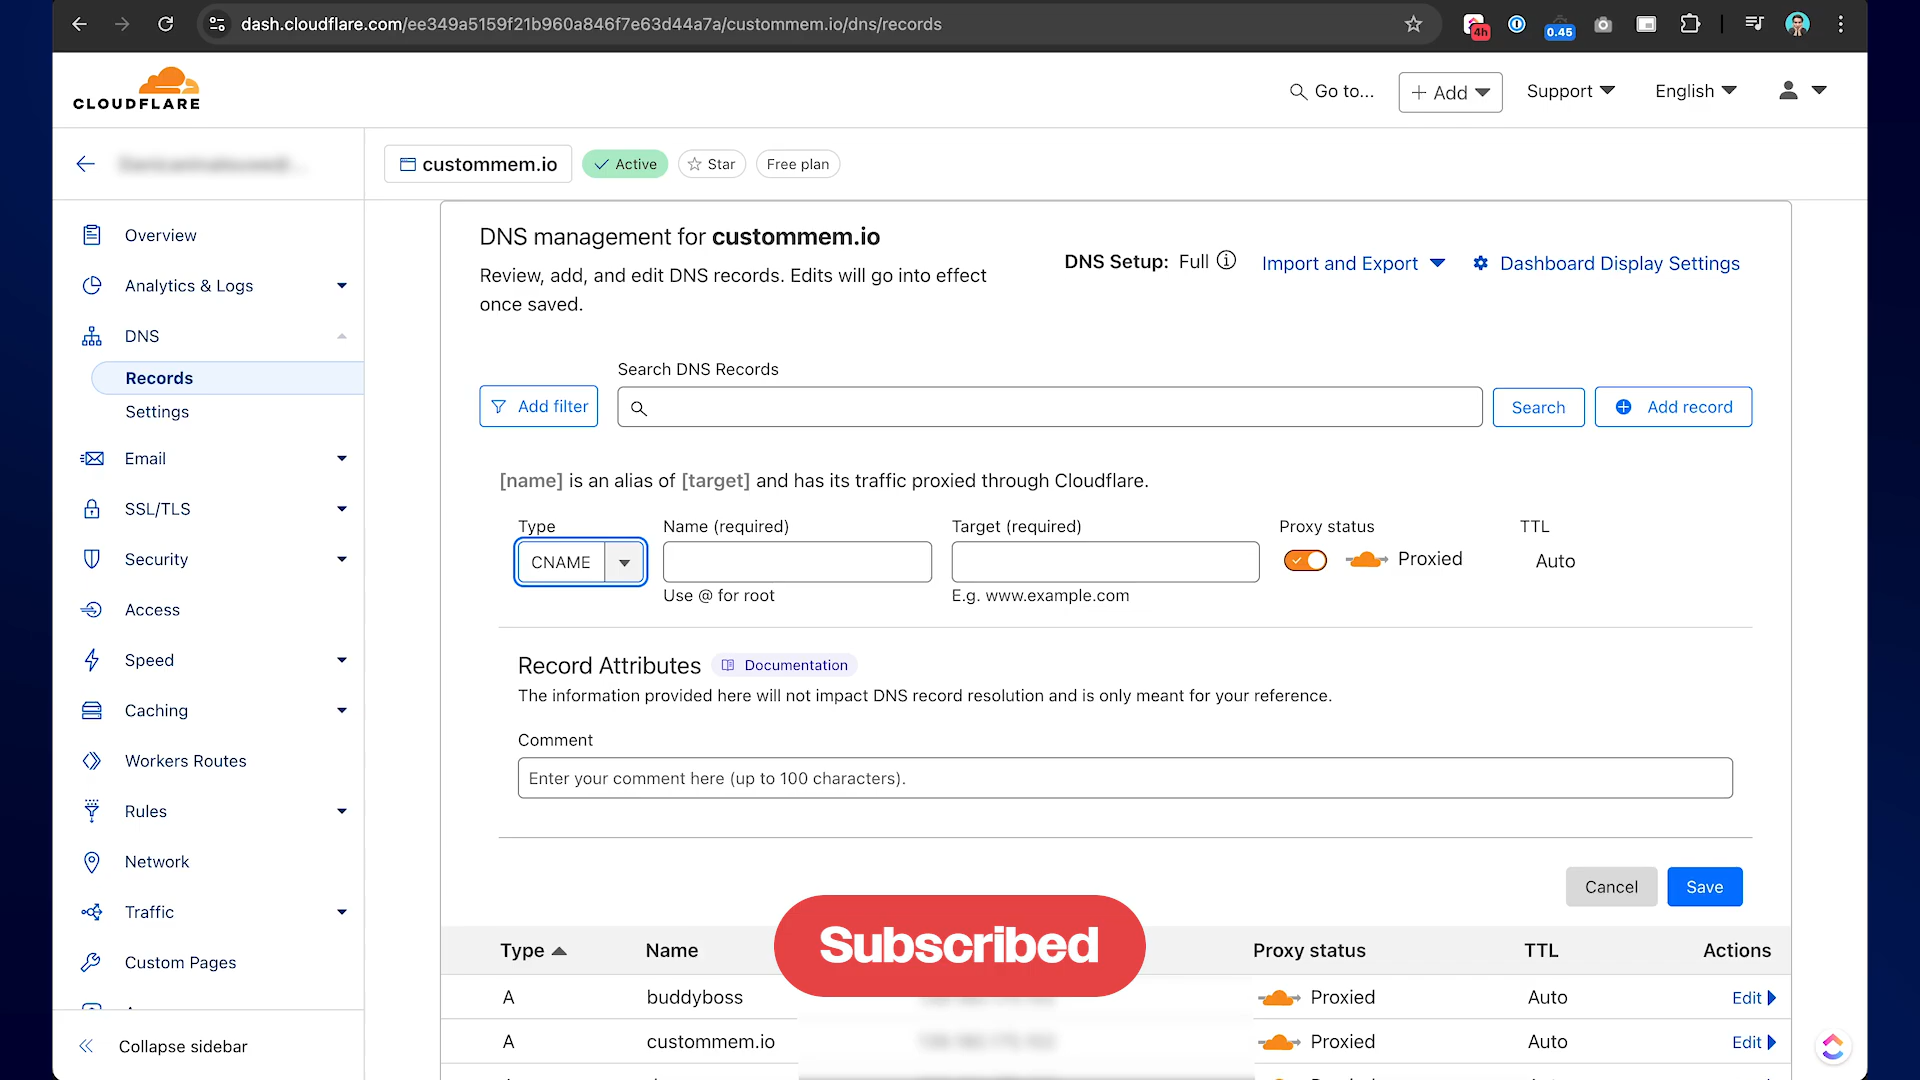 dash.cloudflare.com/ee349a5159f21b960a846f7e63d44a7a/custommem.io/dns/records
4h
0.45
CLOUDFLARE
Go to...
Add
Support
English
custommem.io
Active
Star
Free plan
Overview
Analytics & Logs
DNS
Records
Settings
Email
SSL/TLS
Security
Access
Speed
Caching
Workers Routes
Rules
Network
Traffic
Custom Pages
Collapse sidebar
DNS management for custommem.io
Review, add, and edit DNS records. Edits will go into effect
once saved.
DNS Setup: Full
Import and Export
Dashboard Display Settings
Search DNS Records
Add filter
Search
Add record
[name] is an alias of [target] and has its traffic proxied through Cloudflare.
Type
Name (required)
Target (required)
Proxy status
TTL
CNAME
Proxied
Auto
Use @ for root
E.g. www.example.com
Record Attributes
Documentation
The information provided here will not impact DNS record resolution and is only meant for your reference.
Comment
Enter your comment here (up to 100 characters).
Cancel
Save
Subscribed
Type Name Proxy status TTL Actions
A buddyboss Proxied Auto Edit
A custommem.io Proxied Auto Edit